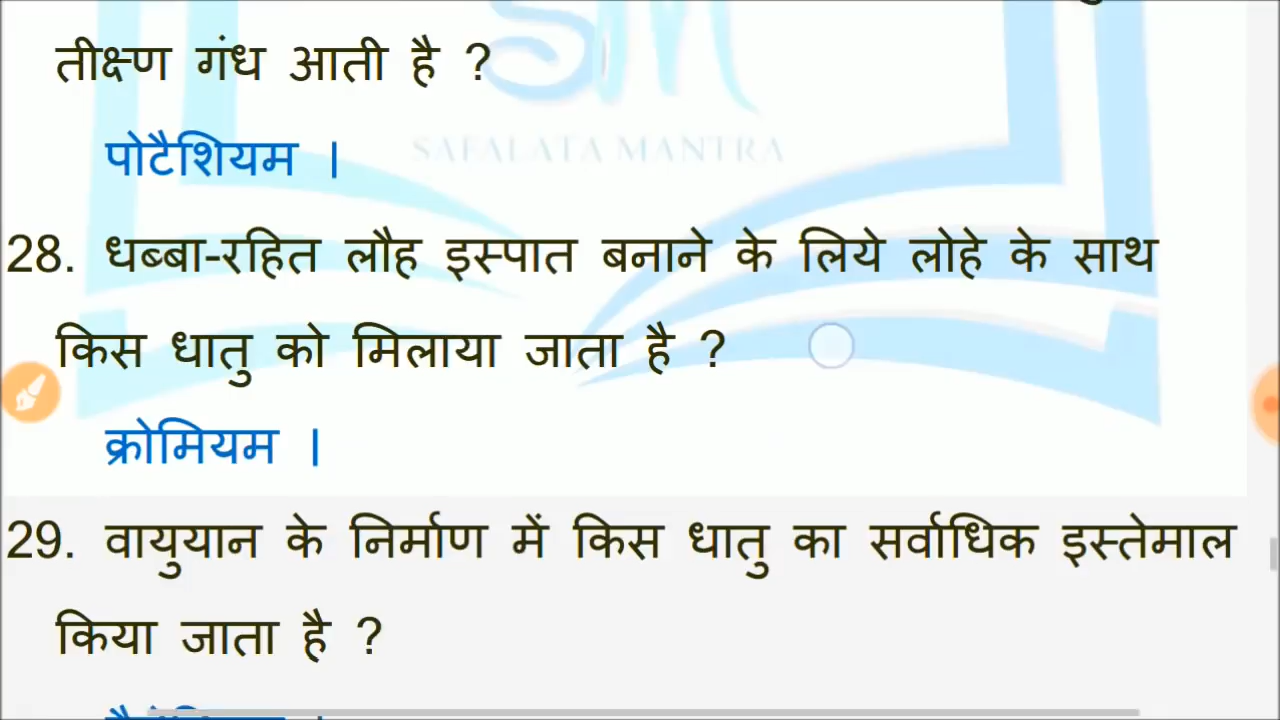 तीक्ष्ण गंध आती है ?
पोटैशियम ।
SAFALATA MANTRA
28. धब्बा-रहित लौह इस्पात बनाने के लिये लोहे के साथ
किस धातु को मिलाया जाता है ?
क्रोमियम ।
29. वायुयान के निर्माण में किस धातु का सर्वाधिक इस्तेमाल
किया जाता है ?